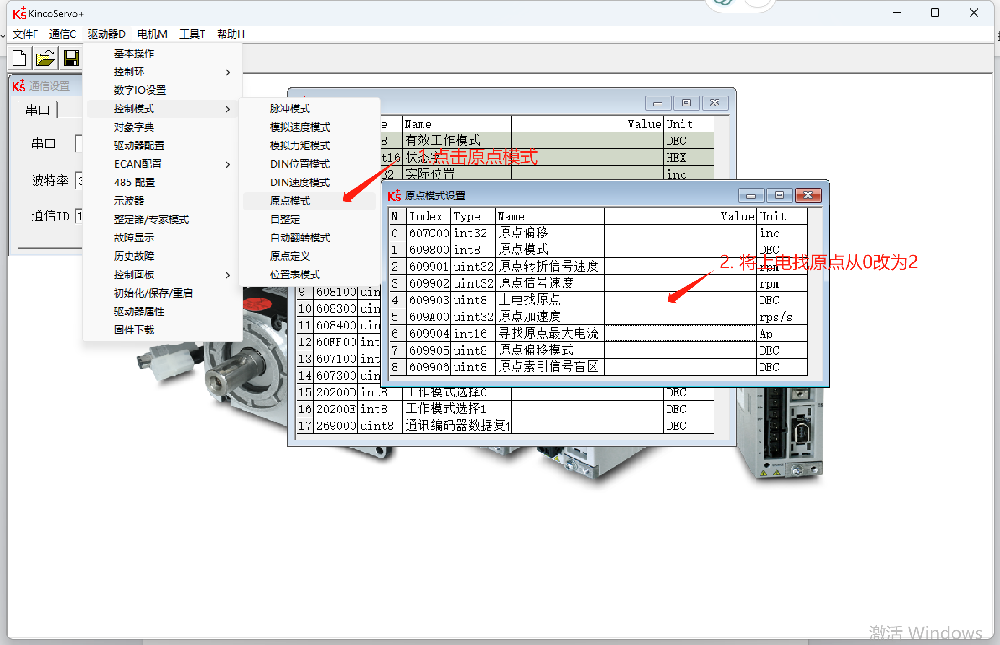 KincoServo+
文件F 通信C 驱动器D 电机M 工具T 帮助H
通信设置
串口
串口
波特率 3
通信ID 1
基本操作
控制环
数字IO设置
控制模式
对象字典
驱动器配置
ECAN配置
485 配置
示波器
整定器/专家模式
故障显示
历史故障
控制面板
初始化/保存/重启
驱动器属性
固件下载
脉冲模式
模拟速度模式
模拟力矩模式
DIN位置模式
DIN速度模式
原点模式
自整定
自动翻转模式
原点定义
位置表模式
1.点击原点模式
e Name Value Unit
8 有效工作模式 DEC
t16 状态字 HEX
32 实际位置 inc
原点模式设置
N Index Type Name Value Unit
0 607C00 int32 原点偏移 inc
1 609800 int8 原点模式 DEC
2 609901 uint32 原点转折信号速度 rpm
3 609902 uint32 原点信号速度 rpm
4 609903 uint8 上电找原点 DEC
5 609A00 uint32 原点加速度 rps/s
6 609904 int16 寻找原点最大电流 Ap
7 609905 uint8 原点偏移模式 DEC
8 609906 uint8 原点索引信号盲区 DEC
2. 将上电找原点从0改为2
9 608100 uin
10 608300 uin
11 608400 uin
12 60FF00 int
13 607100 int
14 607300 uin
15 20200D int8 工作模式选择0 DEC
16 20200E int8 工作模式选择1 DEC
17 269000 uint8 通讯编码器数据复 DEC
激活 Windows